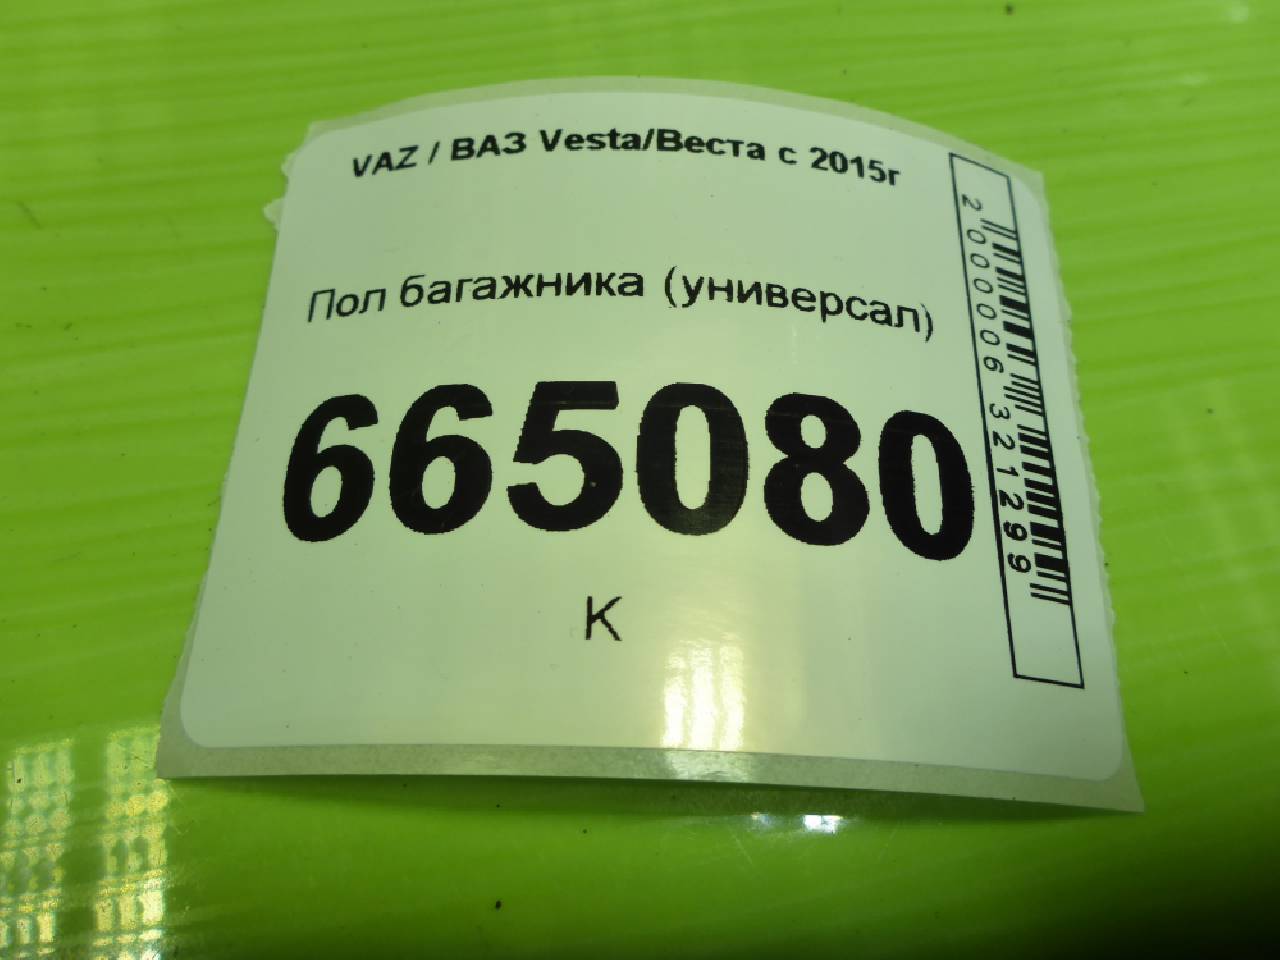 VAZ / ВАЗ Vesta/Веста с 2015г
Пол багажника (универсал)
665080
К
2000006321299